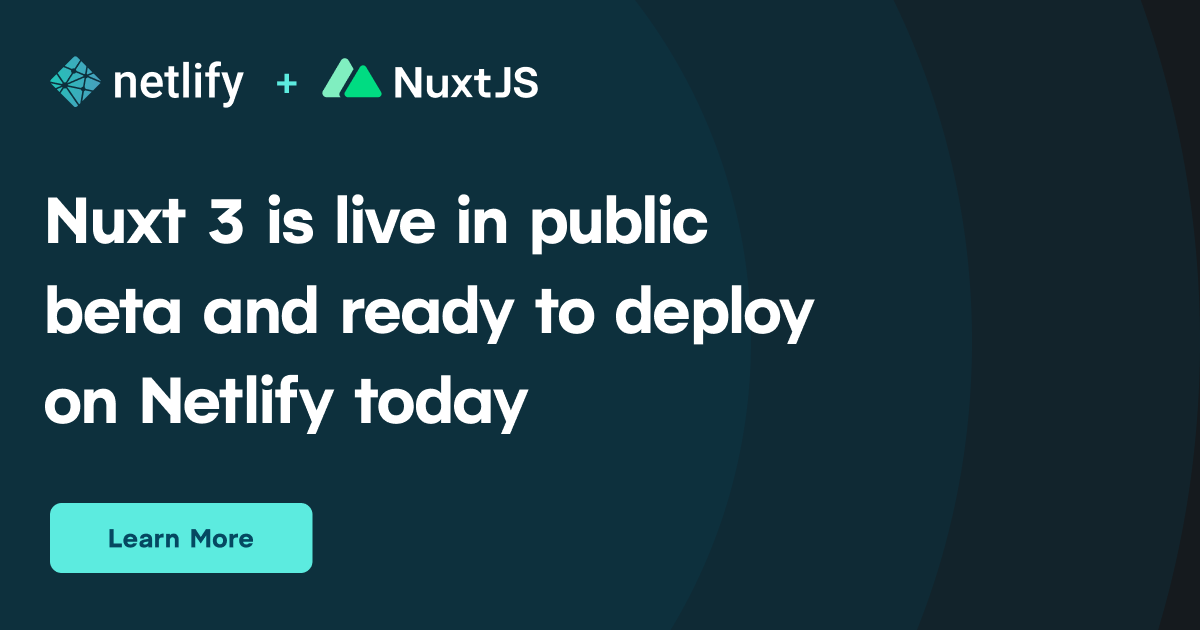 netlify + NuxtJS
Nuxt 3 is live in public
beta and ready to deploy
on Netlify today
Learn More